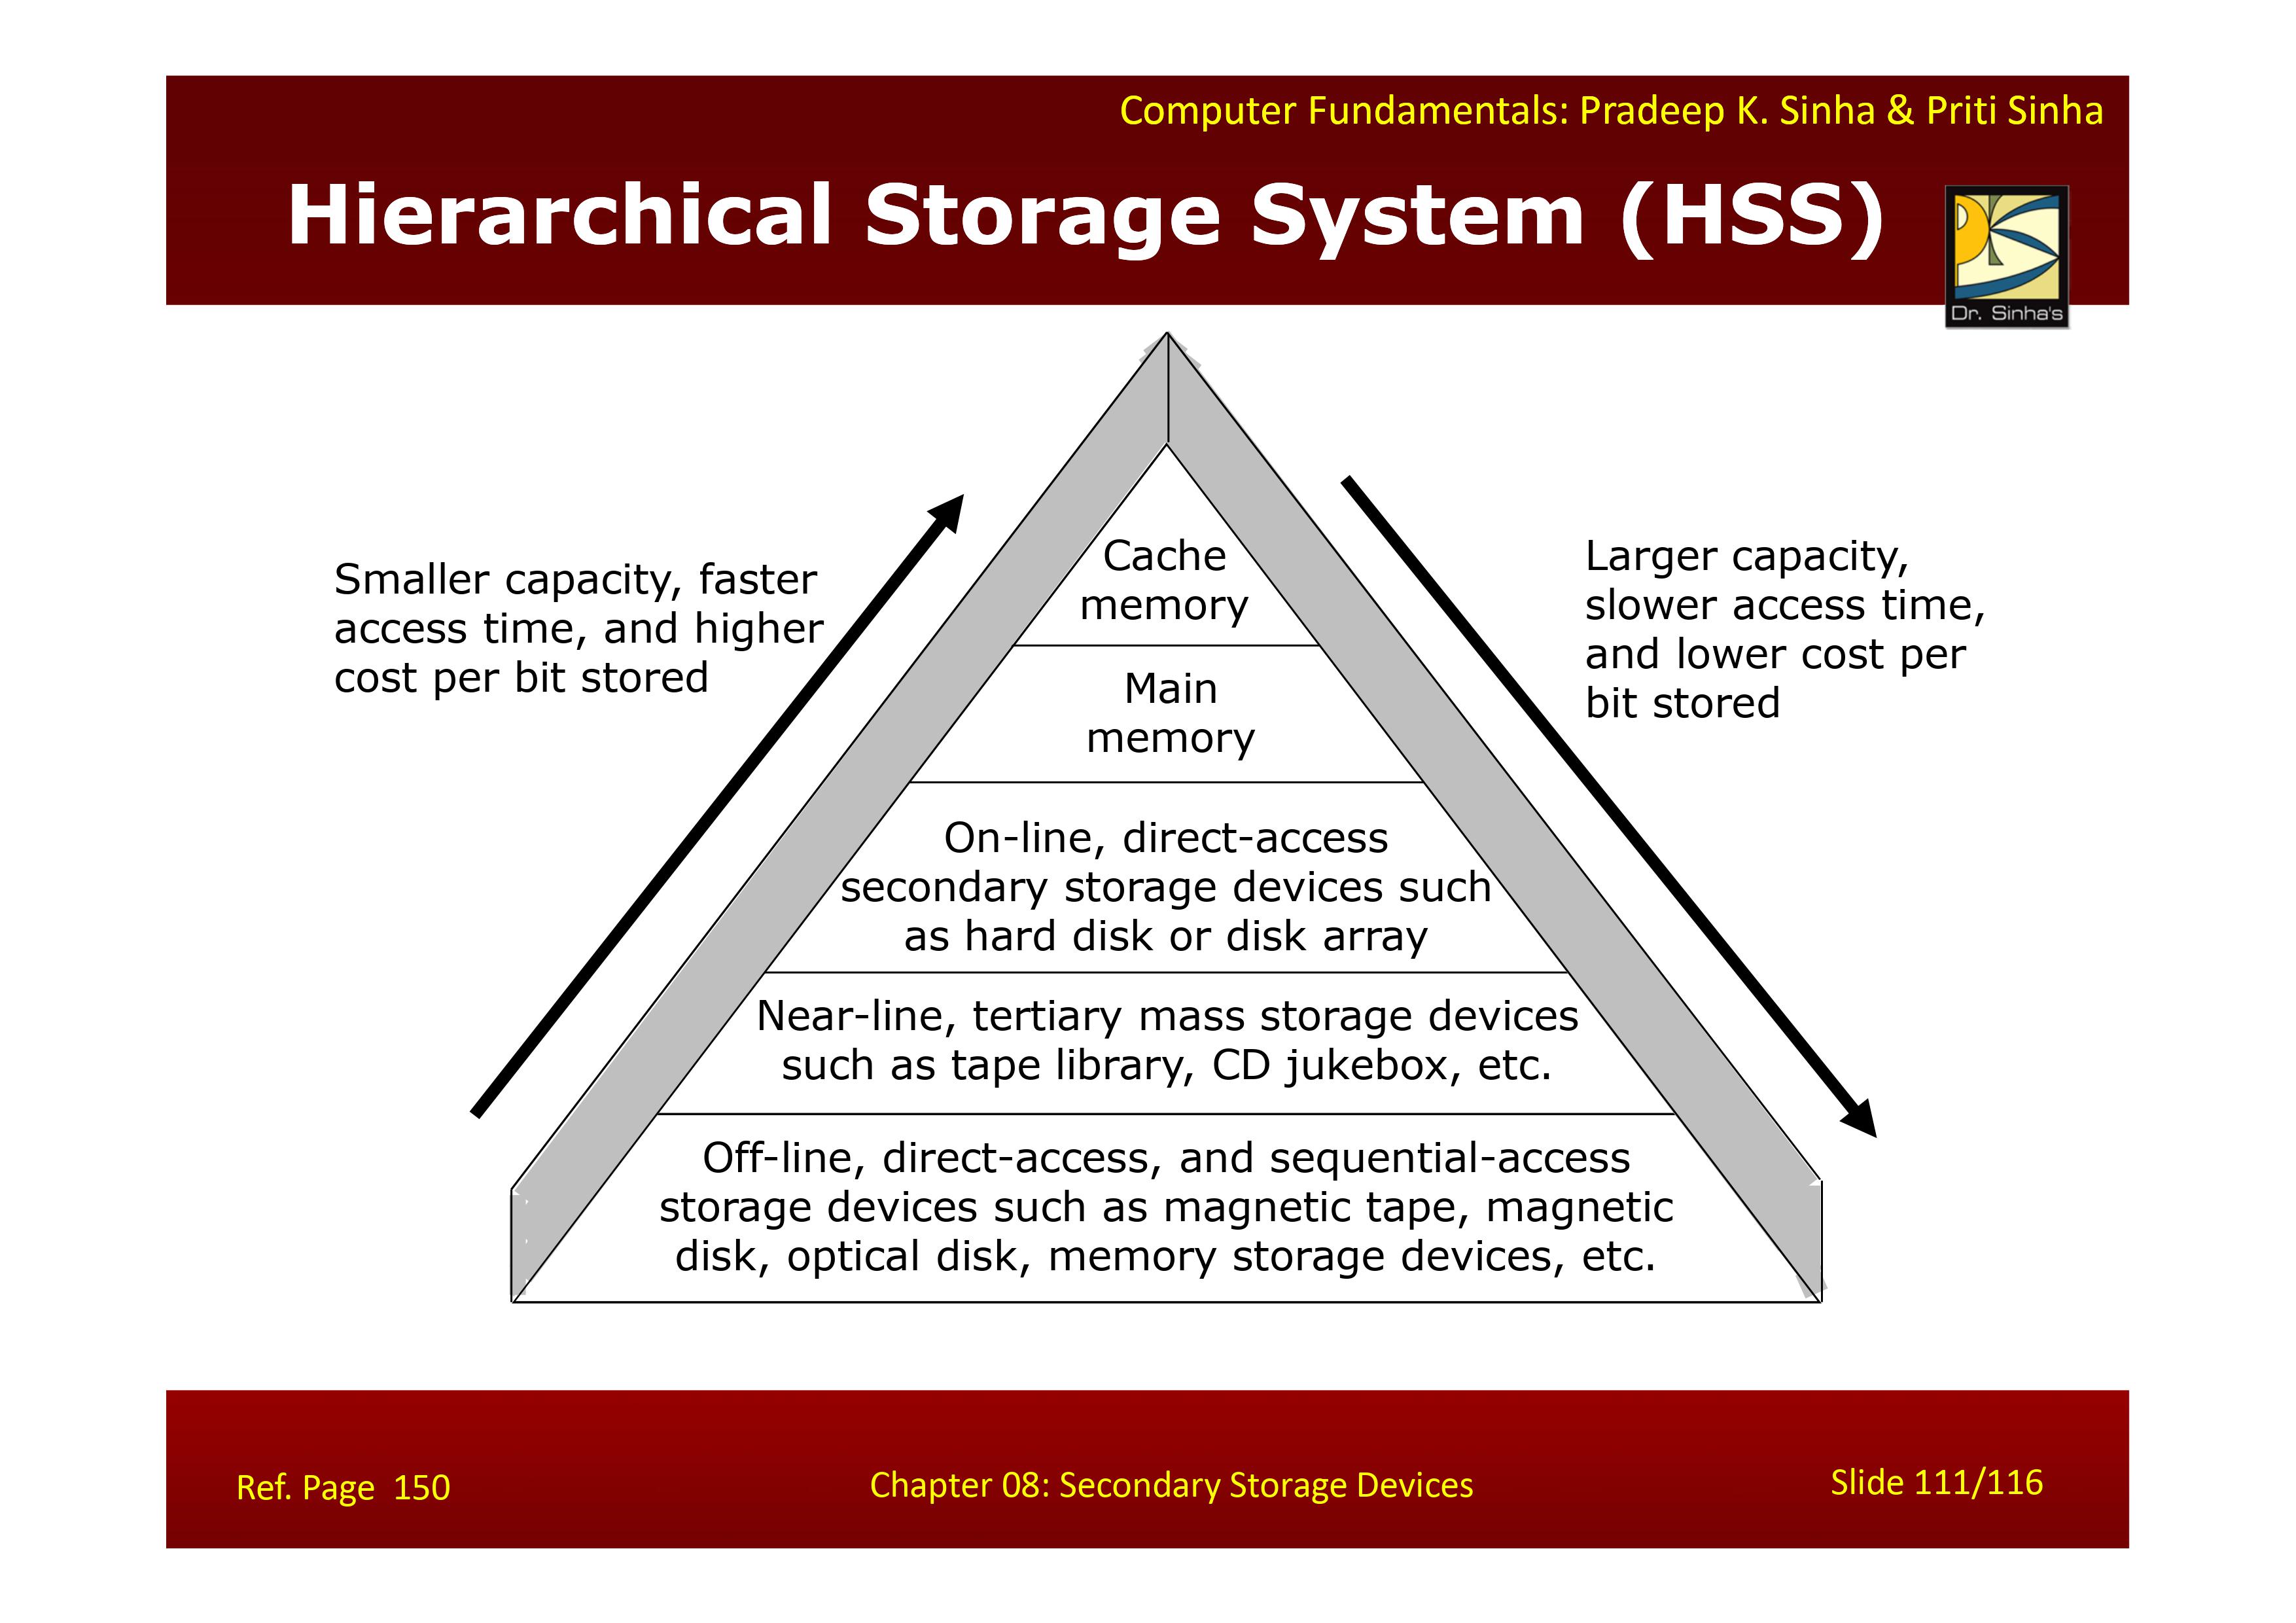 Computer Fundamentals: Pradeep K. Sinha & Priti Sinha
Hierarchical Storage System (HSS)
Dr. Sinha's
Smaller capacity, faster
access time, and higher
cost per bit stored
Cache
memory
Main
memory
On-line, direct-access
secondary storage devices such
as hard disk or disk array
Near-line, tertiary mass storage devices
such as tape library, CD jukebox, etc.
Off-line, direct-access, and sequential-access
storage devices such as magnetic tape, magnetic
disk, optical disk, memory storage devices, etc.
Larger capacity,
slower access time,
and lower cost per
bit stored
Ref. Page 150
Chapter 08: Secondary Storage Devices
Slide 111/116